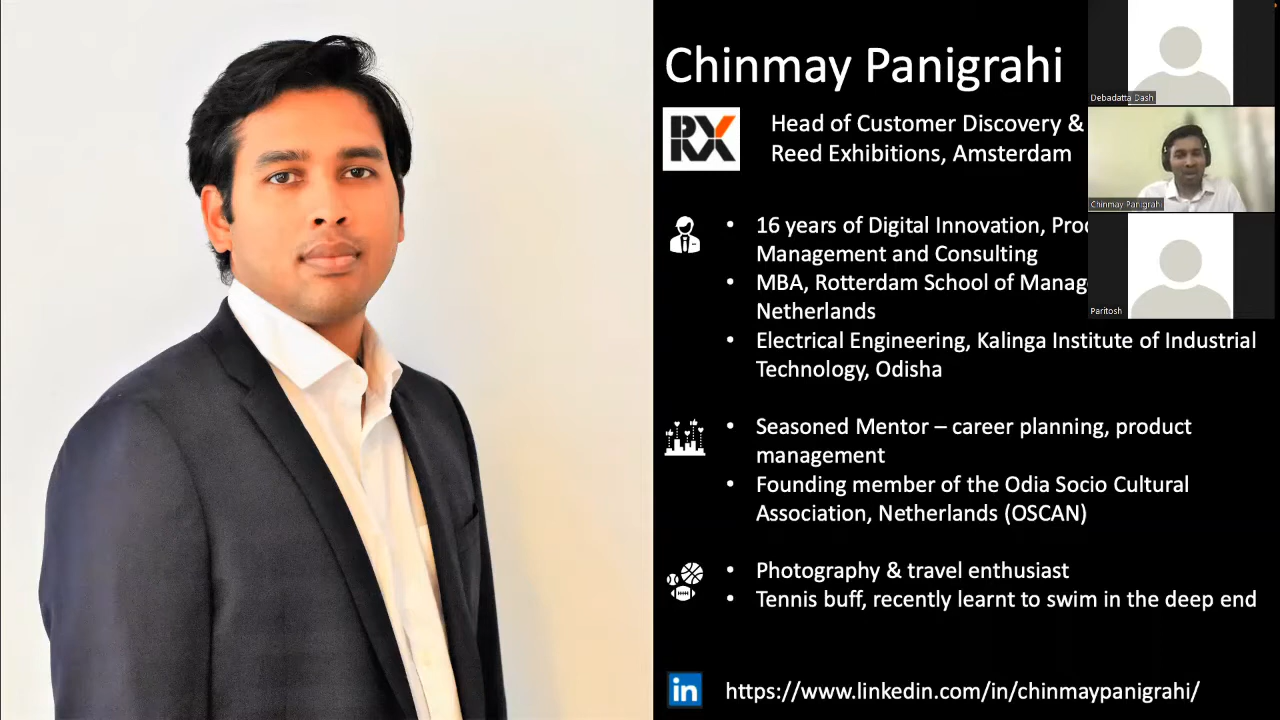 Chinmay Panigrahi
RX
Head of Customer Discovery &
Reed Exhibitions, Amsterdam
• 16 years of Digital Innovation,
Management and Consulting
• MBA, Rotterdam School of
Netherlands
• Electrical Engineering, Kalinga Institute of Industrial
Technology, Odisha
• Seasoned Mentor – career planning, product
management
• Founding member of the Odia Socio Cultural
Association, Netherlands (OSCAN)
• Photography & travel enthusiast
• Tennis buff, recently learnt to swim in the deep end
in
https://www.linkedin.com/in/chinmaypanigrahi/
Debadatta Dash
Chinmay Panigrahi
Paritosh